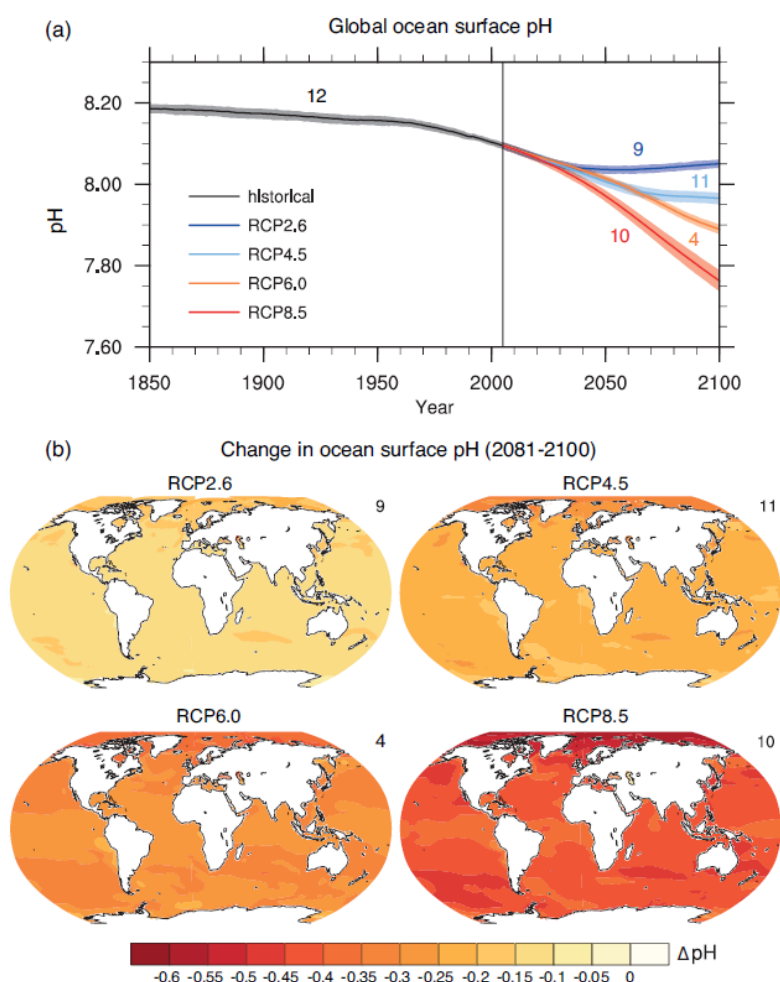 (a) Global ocean surface pH
8.20
8.00
7.80
7.60
pH
12
9
11
4
10
historical
RCP2.6
RCP4.5
RCP6.0
RCP8.5
1850 1900 1950 2000 2050 2100
Year
(b) Change in ocean surface pH (2081-2100)
RCP2.6 9
RCP4.5 11
RCP6.0 4
RCP8.5 10
ΔpH
-0.6 -0.55 -0.5 -0.45 -0.4 -0.35 -0.3 -0.25 -0.2 -0.15 -0.1 -0.05 0